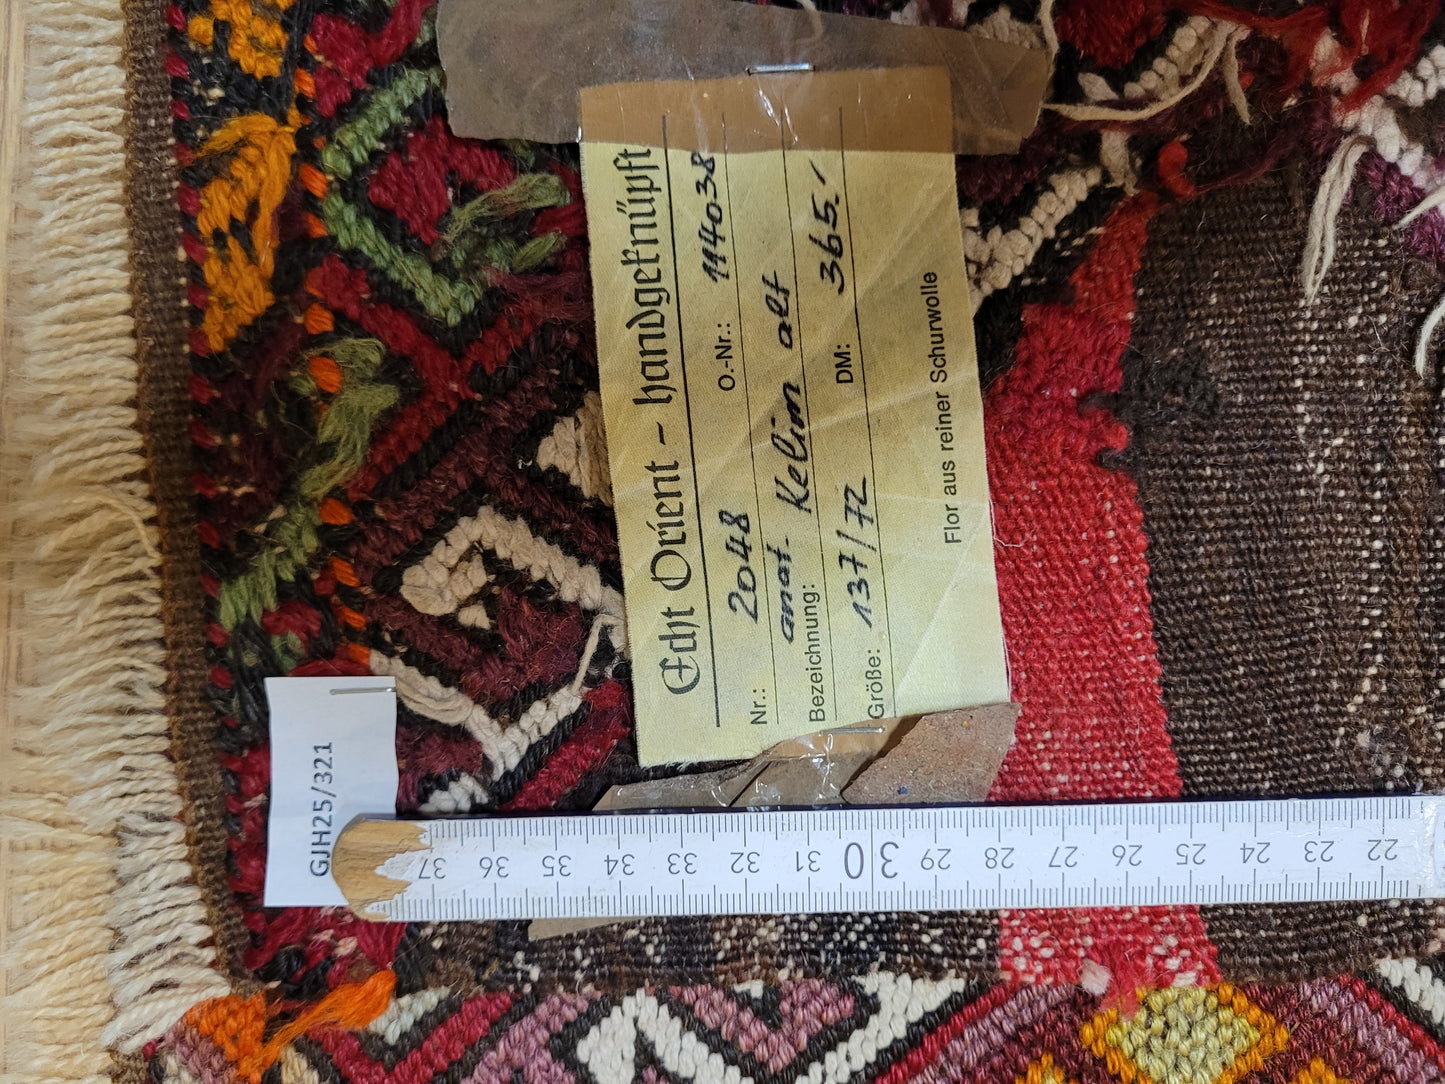 Echt Orient – handgeknüpft
Nr.: 2048 O.-Nr.: 114038
Bezeichnung: anat. Kelim alt
Größe: 137/72 DM: 365.-
Flor aus reiner Schurwolle
GJH25/321
37 36 35 34 33 32 31 30 29 28 27 26 25 24 23 22